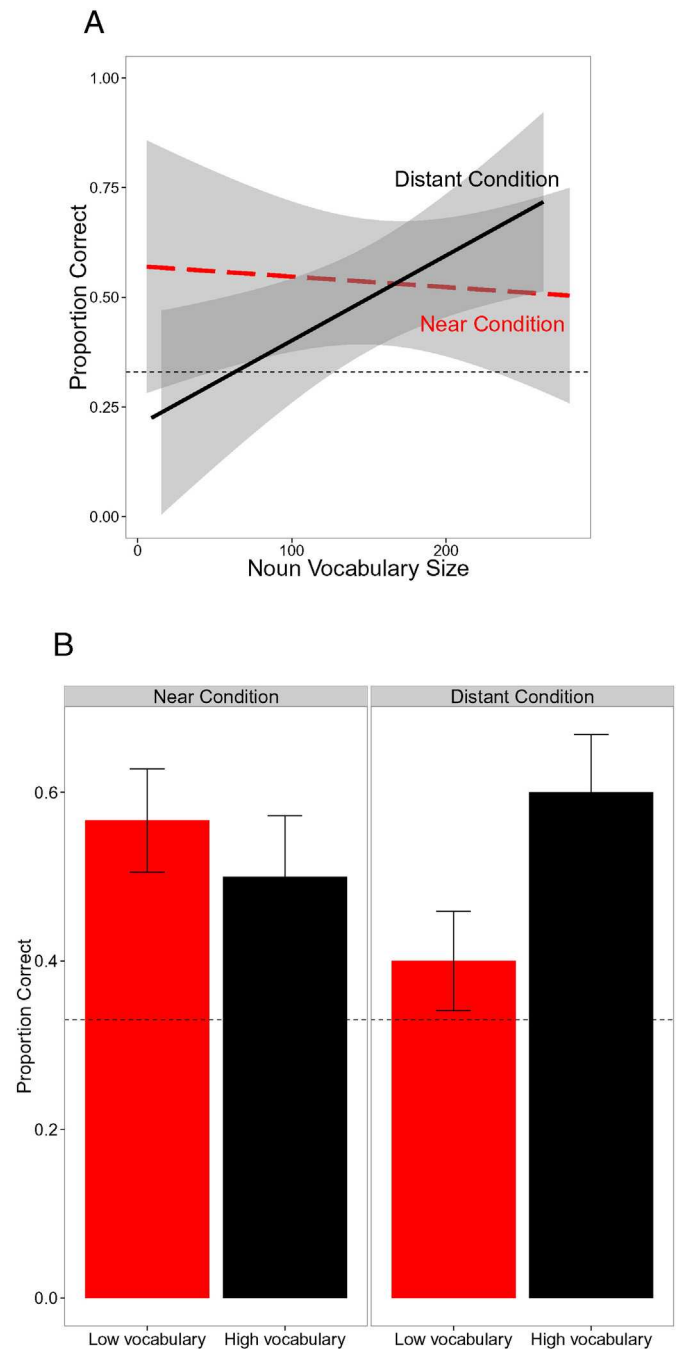 A
1.00
0.75
0.50
0.25
0.00
Proportion Correct
Distant Condition
Near Condition
0 100 200
Noun Vocabulary Size
B
Near Condition Distant Condition
0.6
0.4
0.2
0.0
Proportion Correct
Low vocabulary High vocabulary Low vocabulary High vocabulary